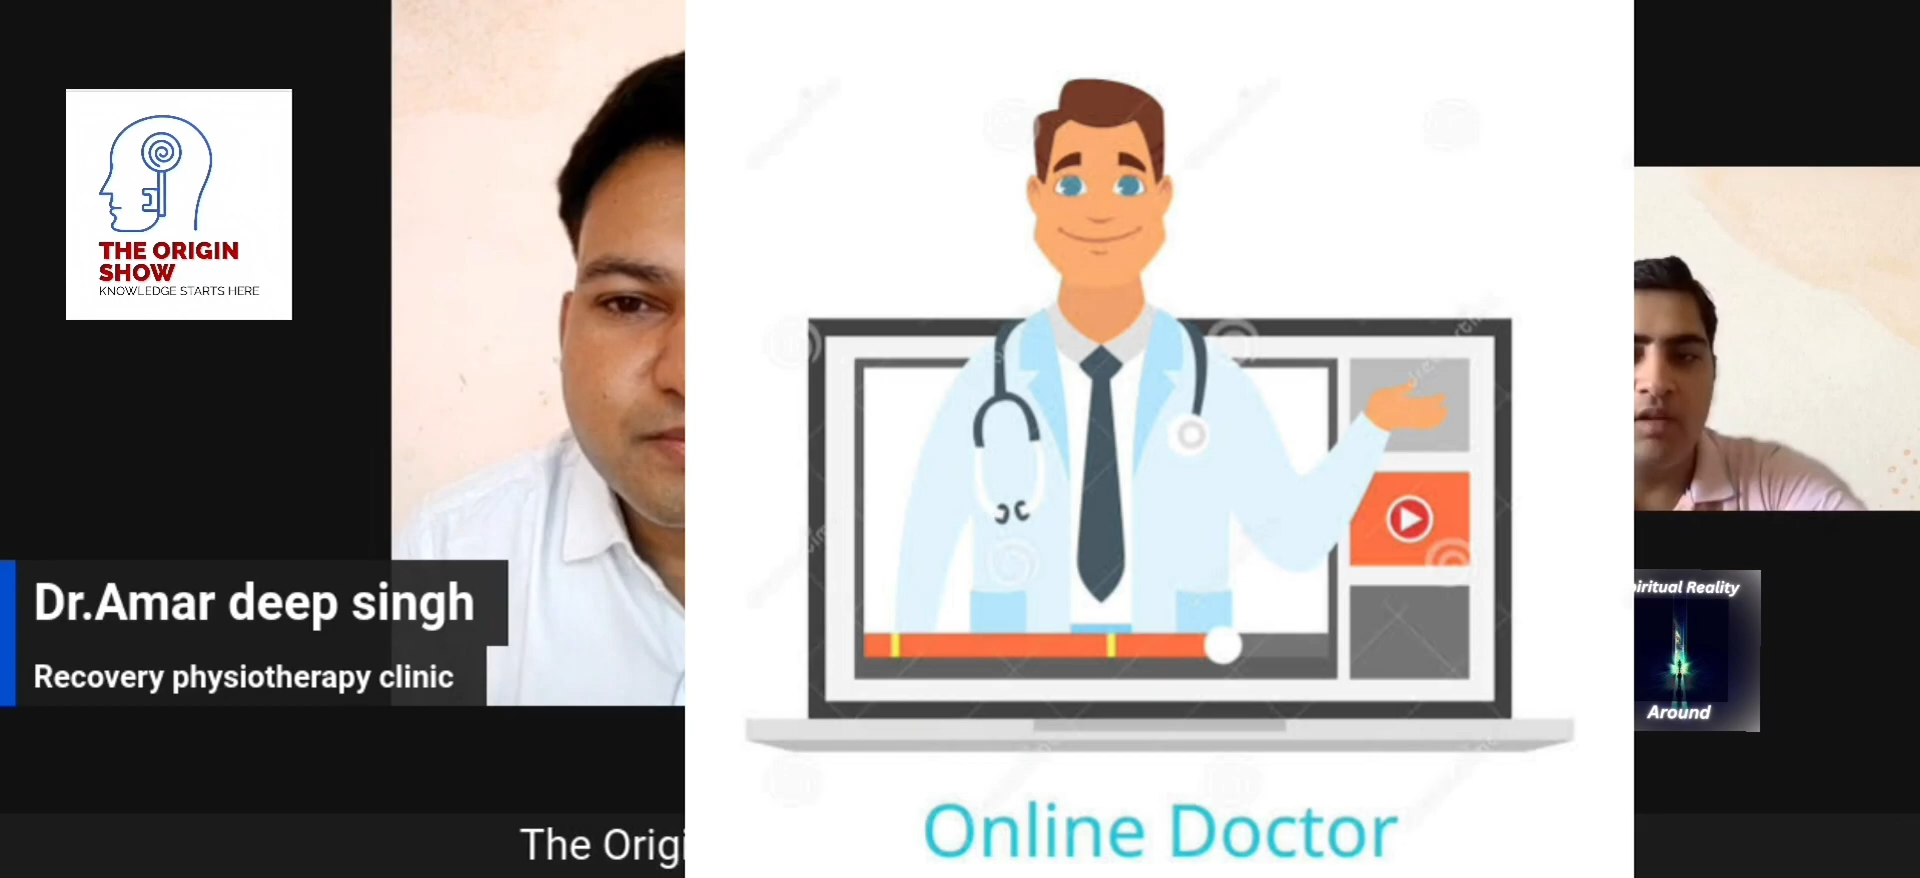 THE ORIGIN
SHOW
KNOWLEDGE STARTS HERE
Dr.Amar deep singh
Recovery physiotherapy clinic
The Origi
Online Doctor
iritual Reality
Around